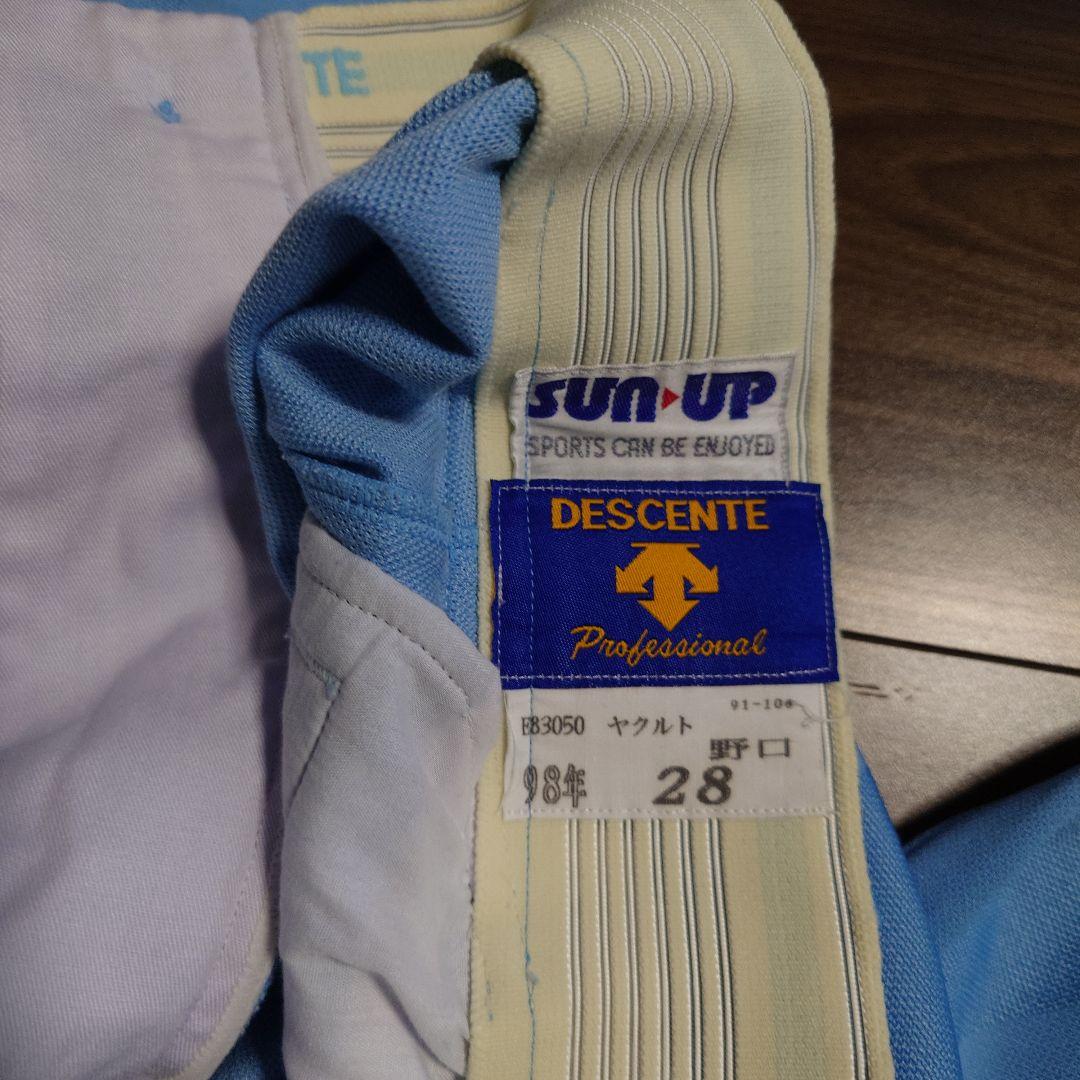 TE
SUN UP
SPORTS CAN BE ENJOYED
DESCENTE
Professional
91-106
E83050 ヤクルト
野口
98年 28